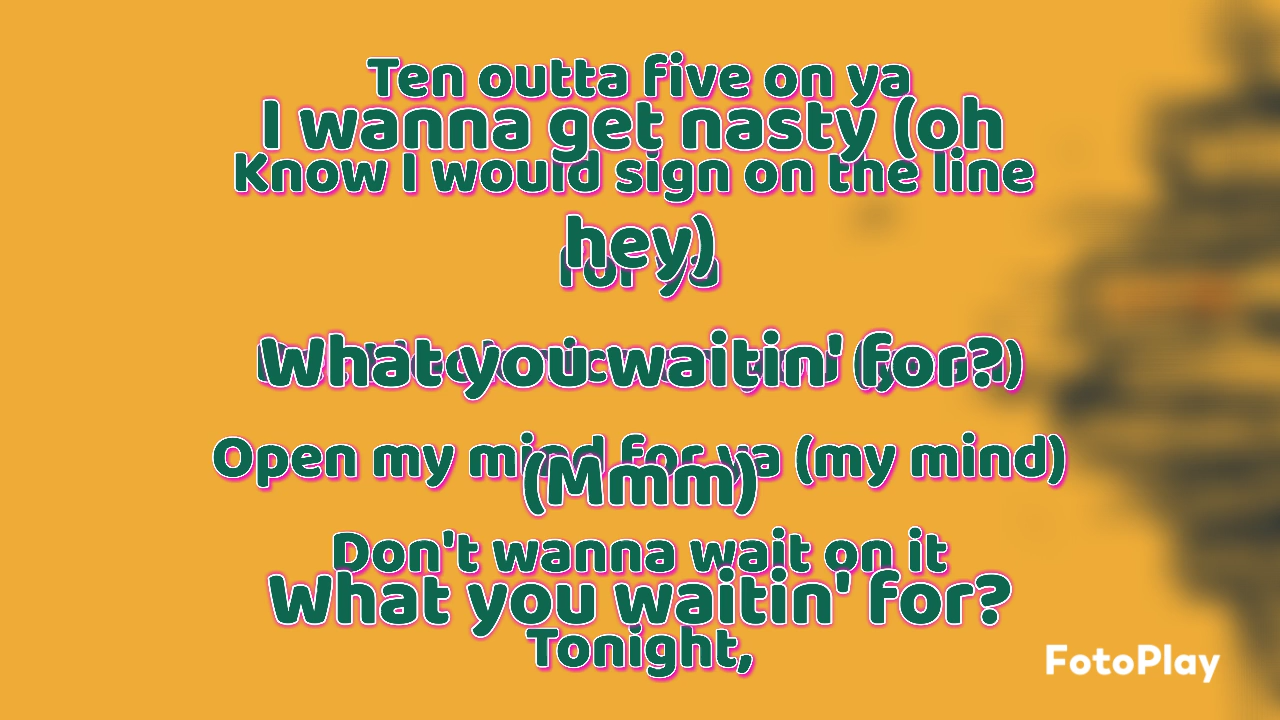 Ten outta five on ya
I wanna get nasty (oh
Know I would sign on the line
hey)
What you waitin' for?
Open my mind for ya (my mind)
(Mmm)
Don't wanna wait on it
What you waitin' for?
Tonight,
FotoPlay